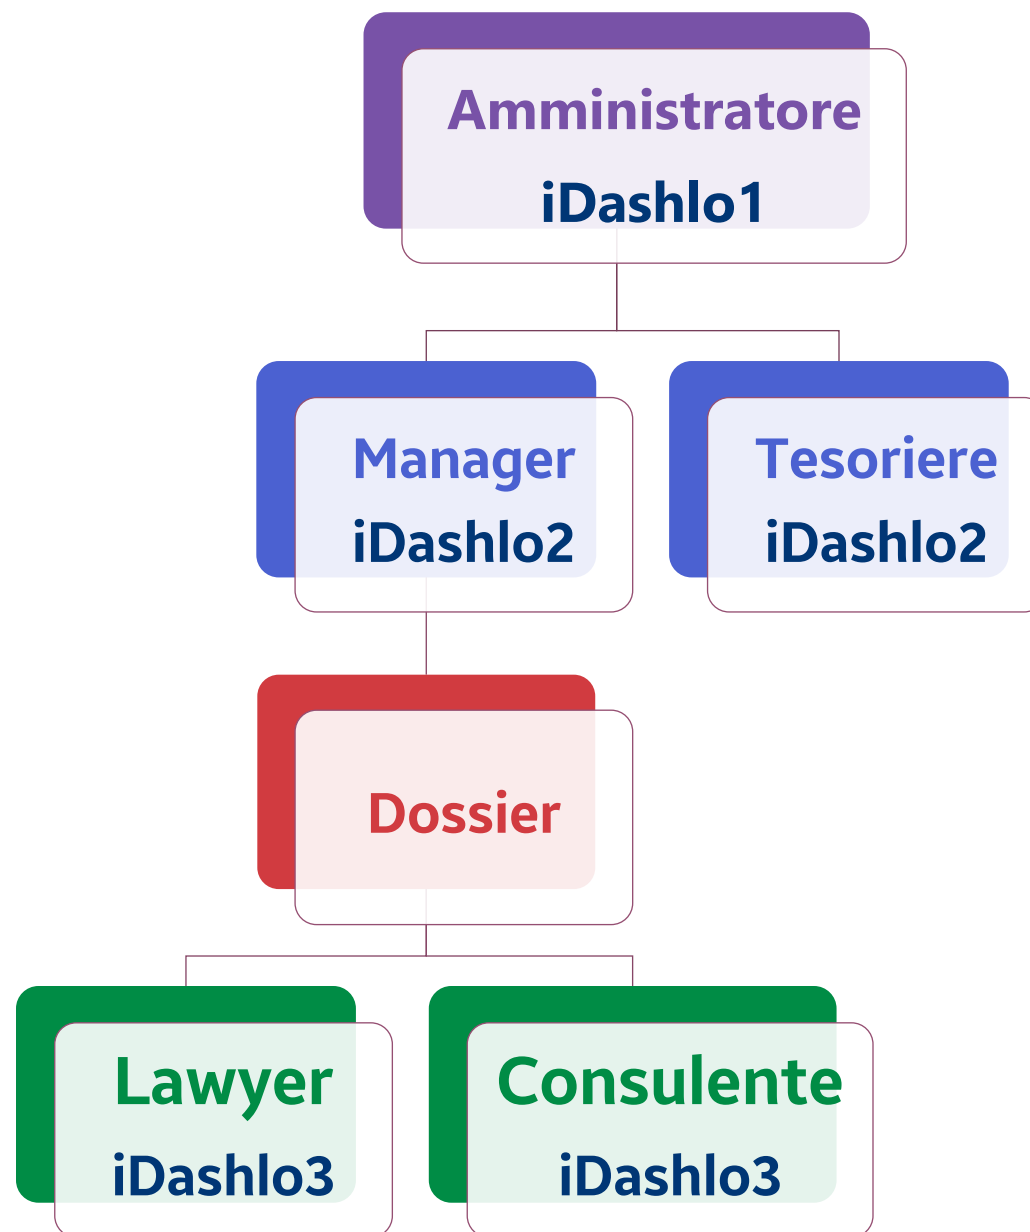 Amministratore
iDashlo1
Manager
iDashlo2
Tesoriere
iDashlo2
Dossier
Lawyer
iDashlo3
Consulente
iDashlo3